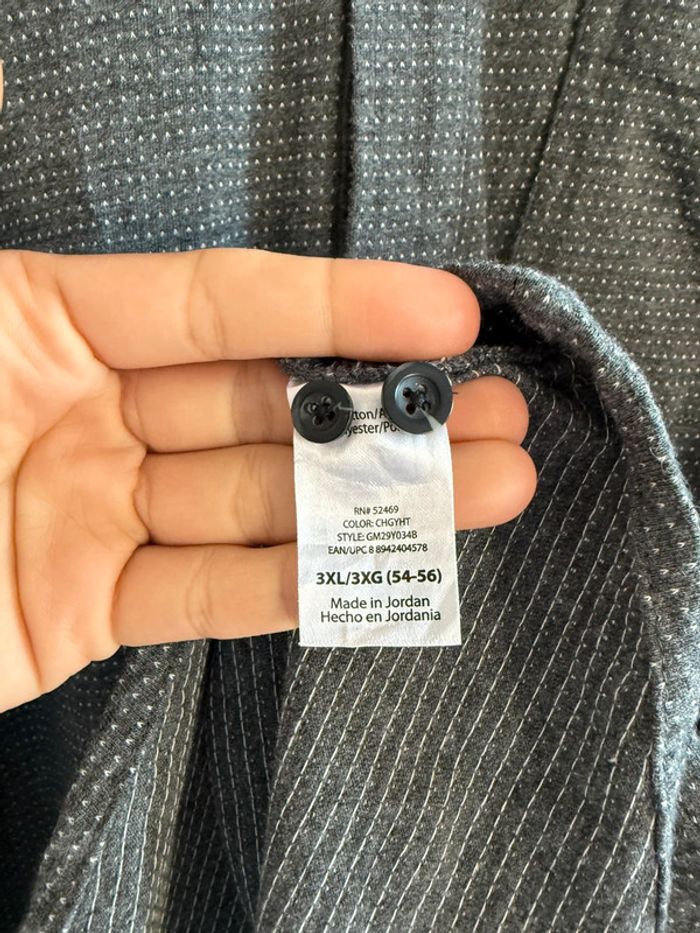 RN# 52469
COLOR: CHGYHT
STYLE: GM29Y034B
EAN/UPC 8 8942404578
3XL/3XG (54-56)
Made in Jordan
Hecho en Jordania